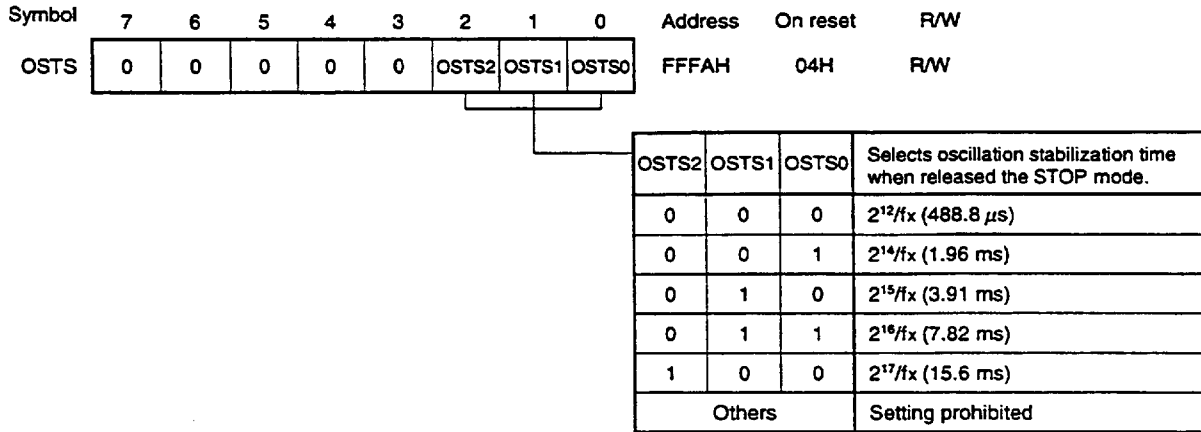 Symbol 7 6 5 4 3 2 1 0 Address On reset R/W
OSTS 0 0 0 0 0 OSTS2 OSTS1 OSTS0 FFFAH 04H R/W
OSTS2 OSTS1 OSTS0 Selects oscillation stabilization time
when released the STOP mode.
0 0 0 2¹²/fx (488.8 μs)
0 0 1 2¹⁴/fx (1.96 ms)
0 1 0 2¹⁵/fx (3.91 ms)
0 1 1 2¹⁶/fx (7.82 ms)
1 0 0 2¹⁷/fx (15.6 ms)
Others Setting prohibited